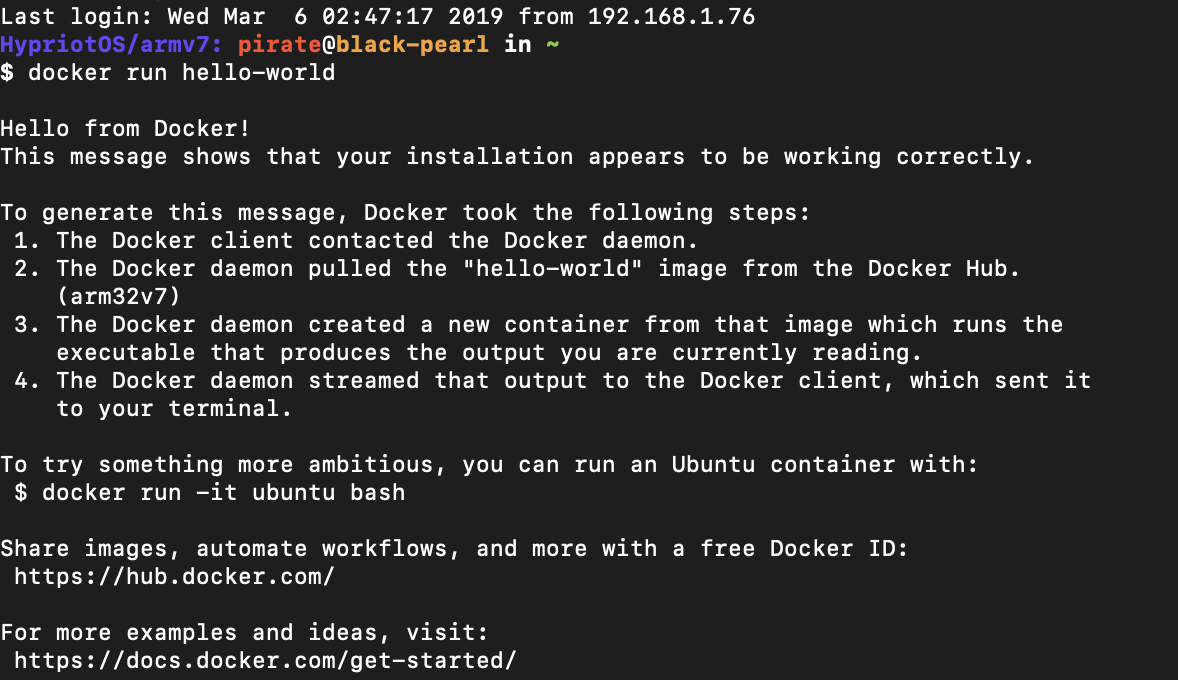 Last login: Wed Mar  6 02:47:17 2019 from 192.168.1.76
HypriotOS/armv7: pirate@black-pearl in ~
$ docker run hello-world

Hello from Docker!
This message shows that your installation appears to be working correctly.

To generate this message, Docker took the following steps:
 1. The Docker client contacted the Docker daemon.
 2. The Docker daemon pulled the "hello-world" image from the Docker Hub.
    (arm32v7)
 3. The Docker daemon created a new container from that image which runs the
    executable that produces the output you are currently reading.
 4. The Docker daemon streamed that output to the Docker client, which sent it
    to your terminal.

To try something more ambitious, you can run an Ubuntu container with:
 $ docker run -it ubuntu bash

Share images, automate workflows, and more with a free Docker ID:
 https://hub.docker.com/

For more examples and ideas, visit:
 https://docs.docker.com/get-started/